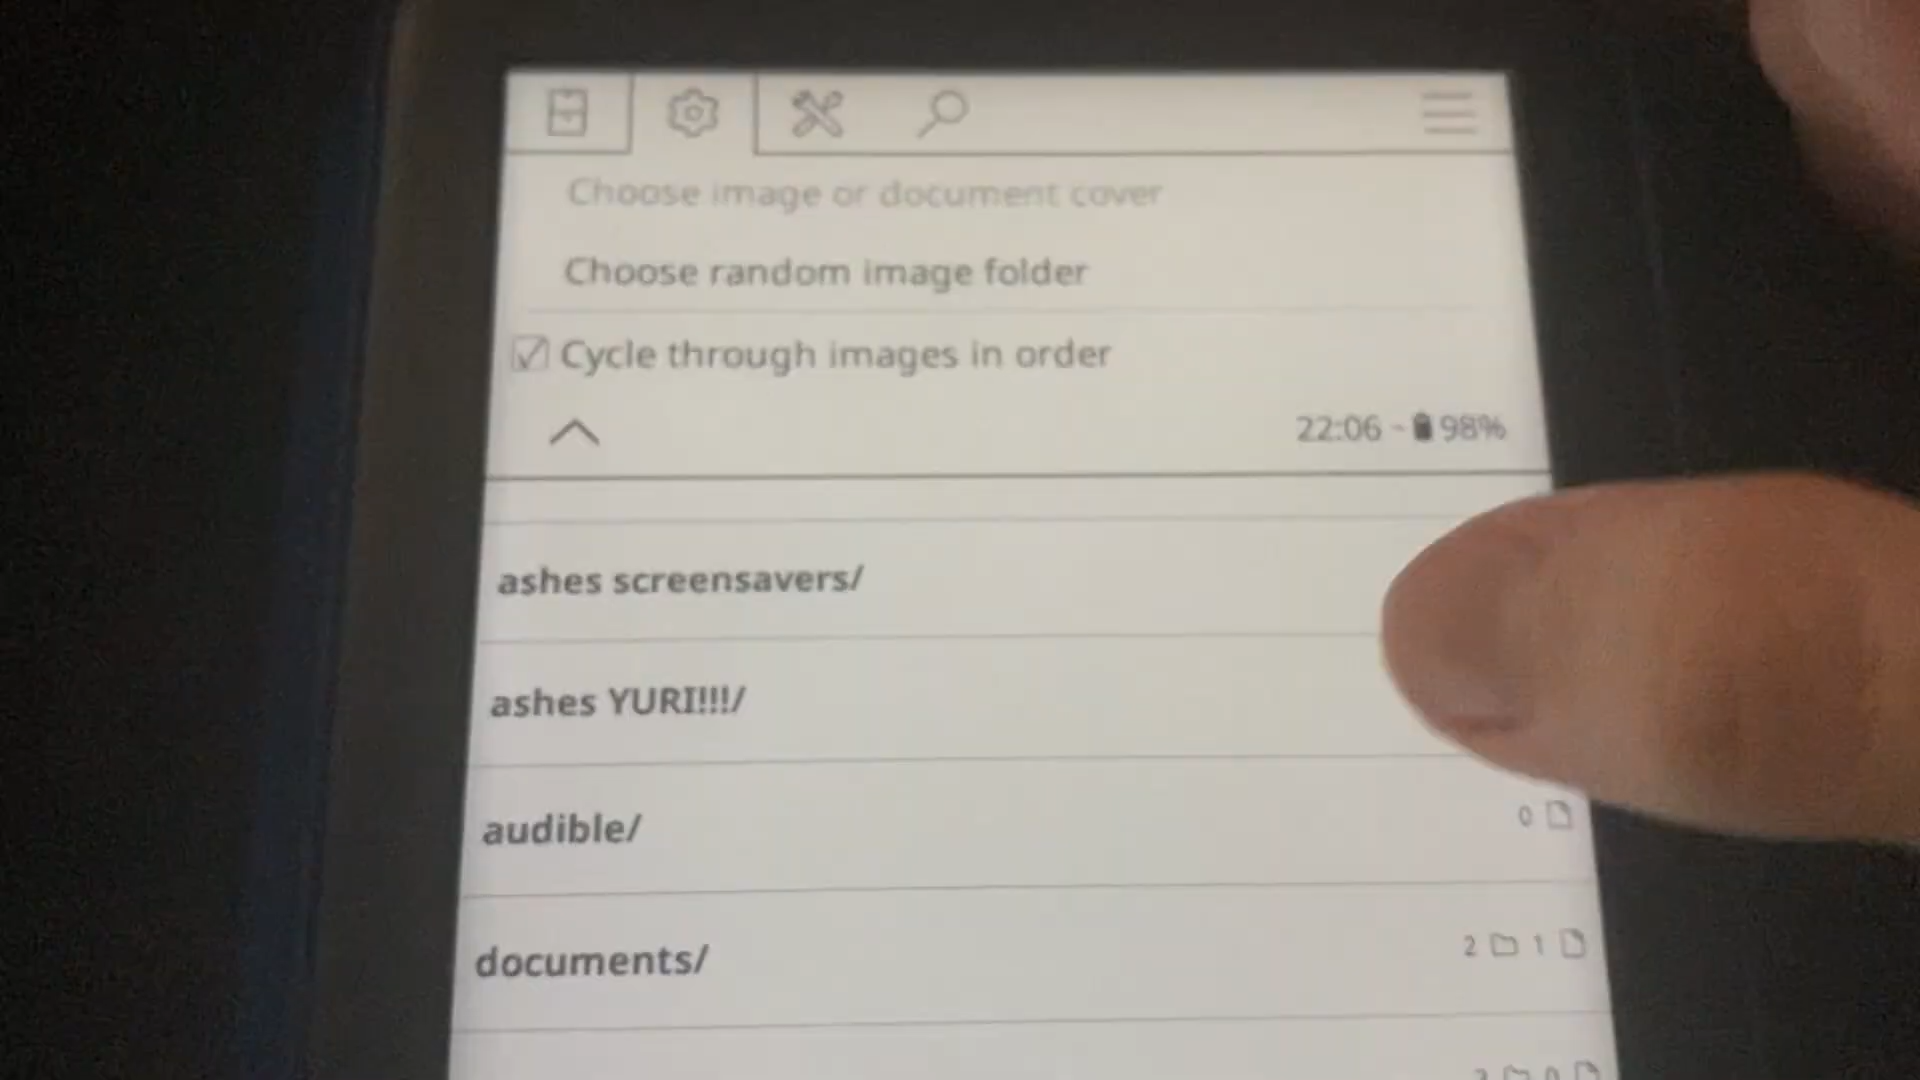 Choose image or document cover
Choose random image folder
Cycle through images in order
22:06 - 98%
ashes screensavers/
ashes YURI!!!/
audible/
0
documents/
2 1